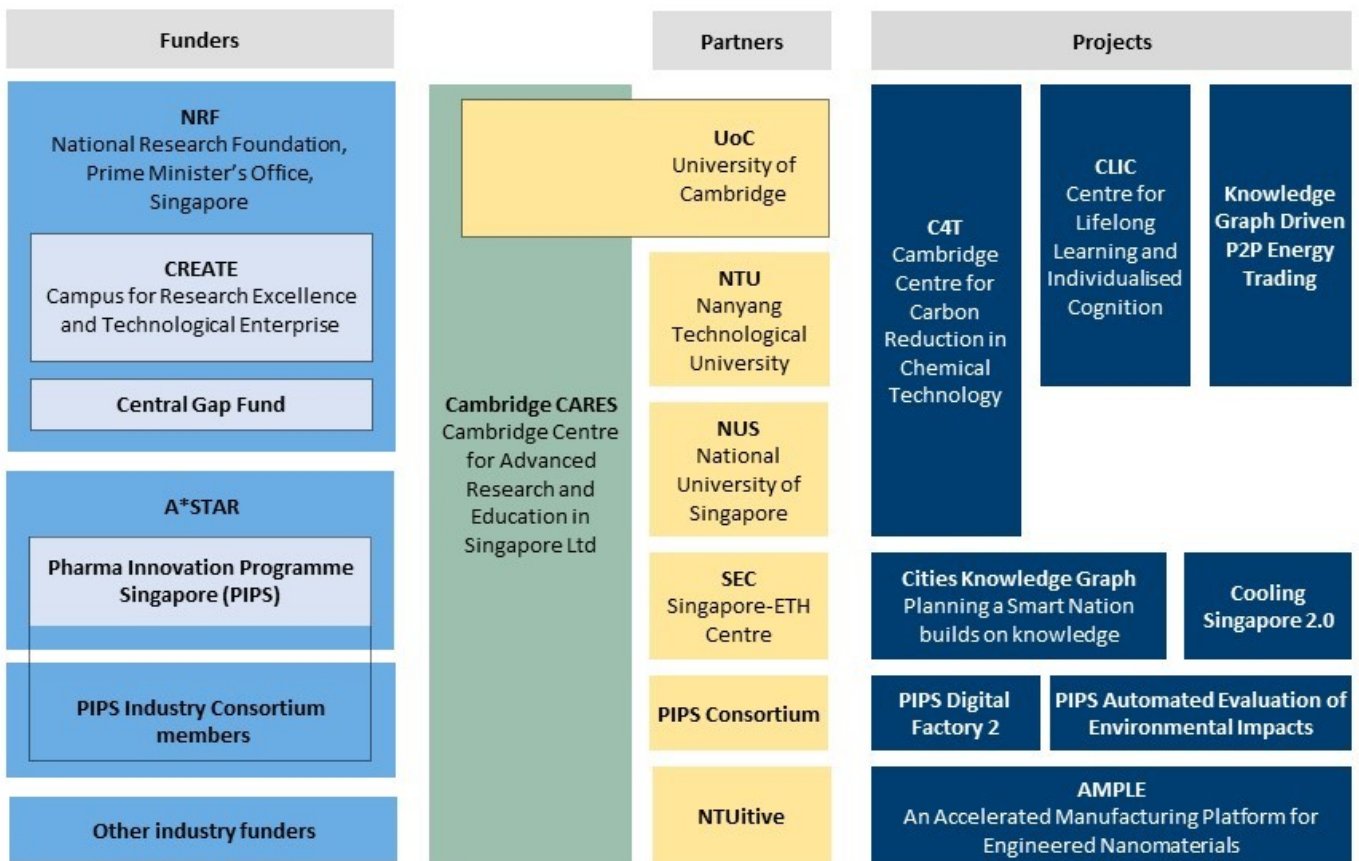 Funders
Partners
Projects
NRF
National Research Foundation,
Prime Minister's Office,
Singapore
CREATE
Campus for Research Excellence
and Technological Enterprise
Central Gap Fund
A*STAR
Pharma Innovation Programme
Singapore (PIPS)
PIPS Industry Consortium
members
Other industry funders
Cambridge CARES
Cambridge Centre
for Advanced
Research and
Education in
Singapore Ltd
UoC
University of
Cambridge
NTU
Nanyang
Technological
University
NUS
National
University of
Singapore
SEC
Singapore-ETH
Centre
PIPS Consortium
NTUitive
C4T
Cambridge
Centre for
Carbon
Reduction in
Chemical
Technology
CLIC
Centre for
Lifelong
Learning and
Individualised
Cognition
Knowledge
Graph Driven
P2P Energy
Trading
Cities Knowledge Graph
Planning a Smart Nation
builds on knowledge
Cooling
Singapore 2.0
PIPS Digital
Factory 2
PIPS Automated Evaluation of
Environmental Impacts
AMPLE
An Accelerated Manufacturing Platform for
Engineered Nanomaterials